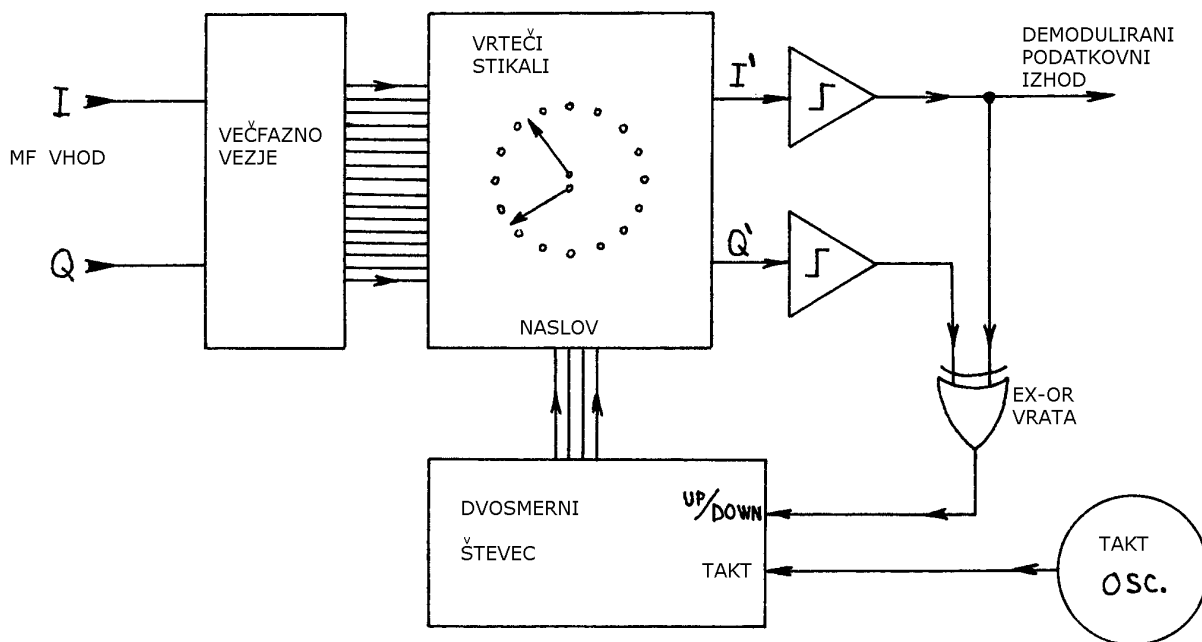 VRTEČI
STIKALI
DEMODULIRANI
PODATKOVNI
IZHOD
I
I'
VEČFAZNO
VEZJE
MF VHOD
Q
Q'
NASLOV
EX-OR
VRATA
DVOSMERNI
ŠTEVEC
UP/DOWN
TAKT
TAKT
OSC.